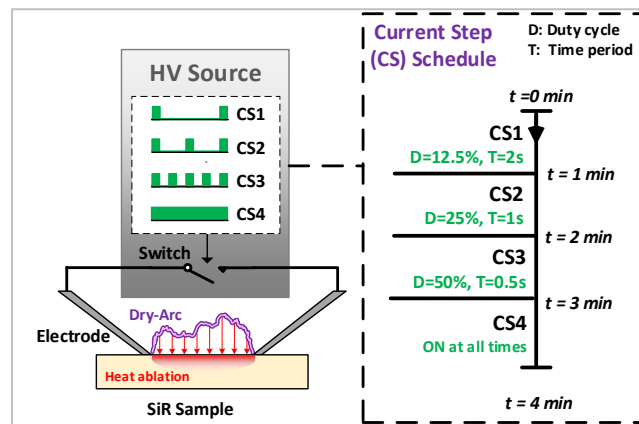 HV Source
CS1
CS2
CS3
CS4
Switch
Dry-Arc
Electrode
Heat ablation
SiR Sample
Current Step
(CS) Schedule
D: Duty cycle
T: Time period
t =0 min
CS1
D=12.5%, T=2s
t = 1 min
CS2
D=25%, T=1s
t = 2 min
CS3
D=50%, T=0.5s
t = 3 min
CS4
ON at all times
t = 4 min